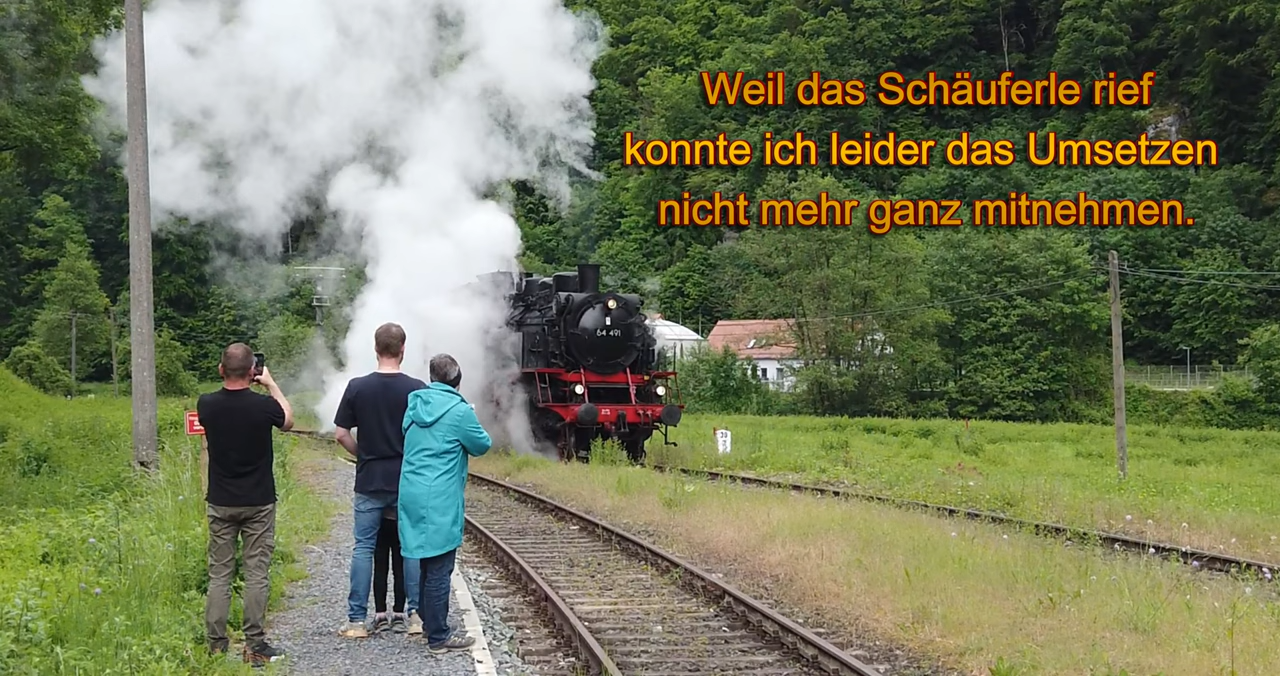 Weil das Schäuferle rief
konnte ich leider das Umsetzen
nicht mehr ganz mitnehmen.
64 491